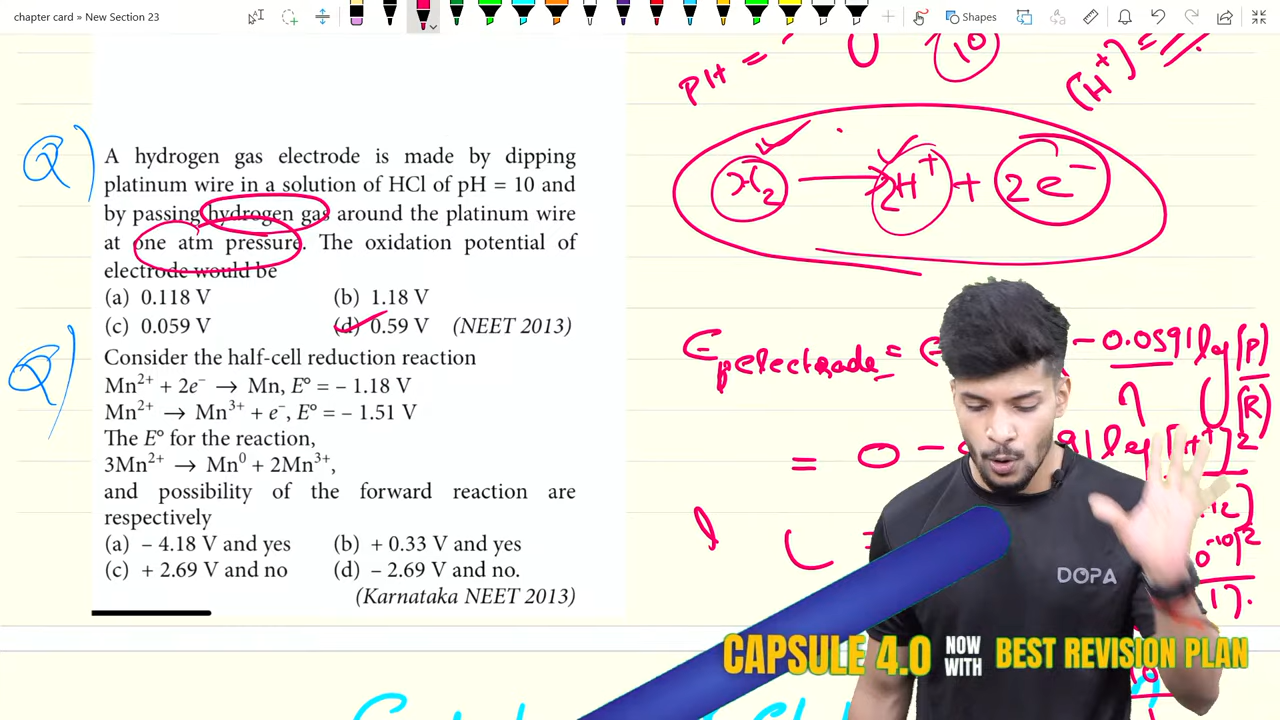 chapter card » New Section 23
Shapes
Q)
A hydrogen gas electrode is made by dipping
platinum wire in a solution of HCl of pH = 10 and
by passing hydrogen gas around the platinum wire
at one atm pressure. The oxidation potential of
electrode would be
(a) 0.118 V (b) 1.18 V
(c) 0.059 V (d) 0.59 V (NEET 2013)
Q)
Consider the half-cell reduction reaction
Mn²⁺ + 2e⁻ → Mn, E° = – 1.18 V
Mn²⁺ → Mn³⁺ + e⁻, E° = – 1.51 V
The E° for the reaction,
3Mn²⁺ → Mn⁰ + 2Mn³⁺,
and possibility of the forward reaction are
respectively
(a) – 4.18 V and yes (b) + 0.33 V and yes
(c) + 2.69 V and no (d) – 2.69 V and no.
(Karnataka NEET 2013)
PH =
10
[H⁺] =
H₂ → 2H⁺ + 2e⁻
electrode =
- 0.0591 log [P]
n [R]
= 0 -
91 log [H⁺]²
DOPA
CAPSULE 4.0 NOW WITH BEST REVISION PLAN